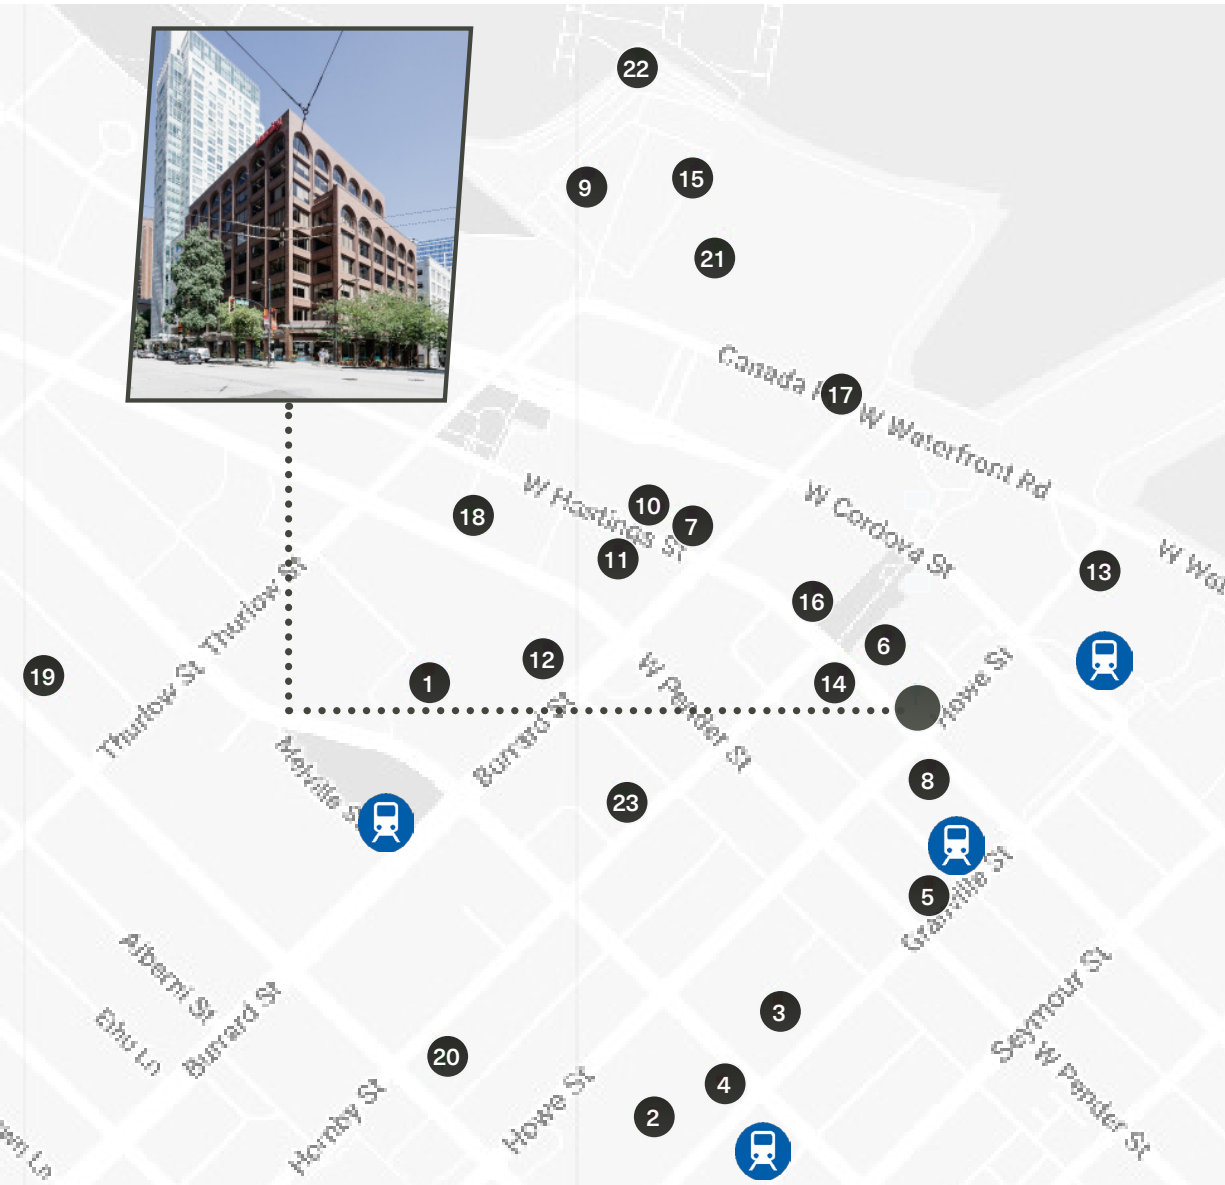 22
15
9
21
Canada
17
W Waterfront Rd
10
W Hastings St
W Cordova St
18
7
11
13
Thurlow St
16
6
12
19
1
14
W Pender St
Howe St
Thurlow St
Burrard St
Melville St
8
23
5
Granville St
Alberni St
Seymour St
3
Burrard St
20
4
W Pender St
Hornby St
Howe St
2